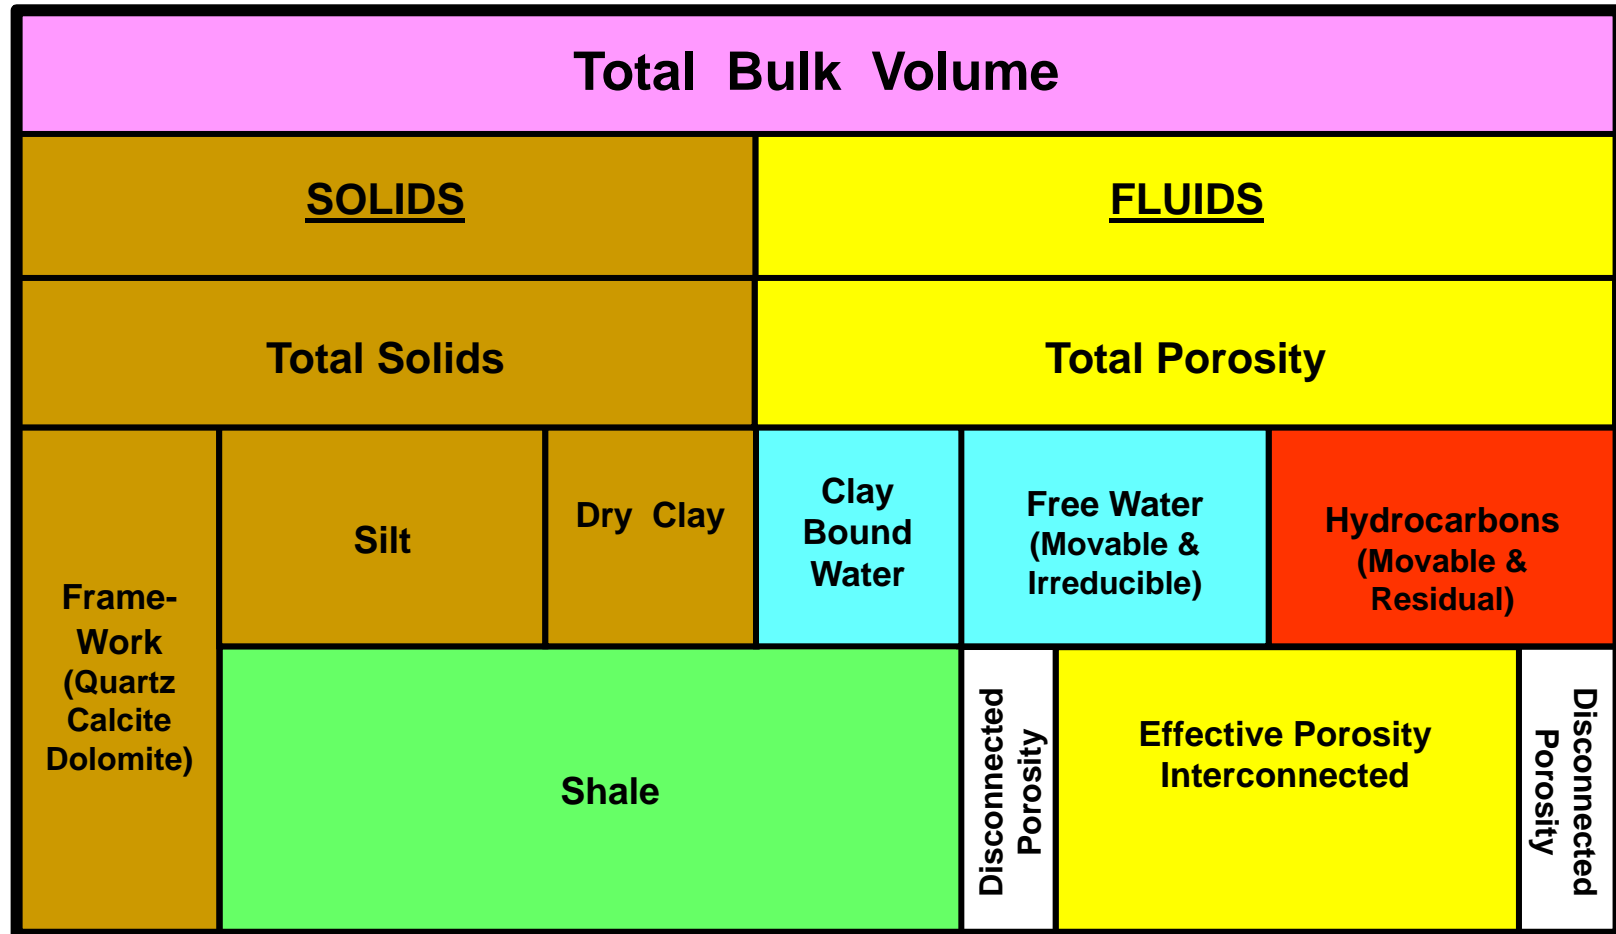 Total Bulk Volume
SOLIDS
FLUIDS
Total Solids
Total Porosity
Frame-
Work
(Quartz
Calcite
Dolomite)
Silt
Dry Clay
Clay
Bound
Water
Free Water
(Movable &
Irreducible)
Hydrocarbons
(Movable &
Residual)
Shale
Disconnected
Porosity
Effective Porosity
Interconnected
Disconnected
Porosity